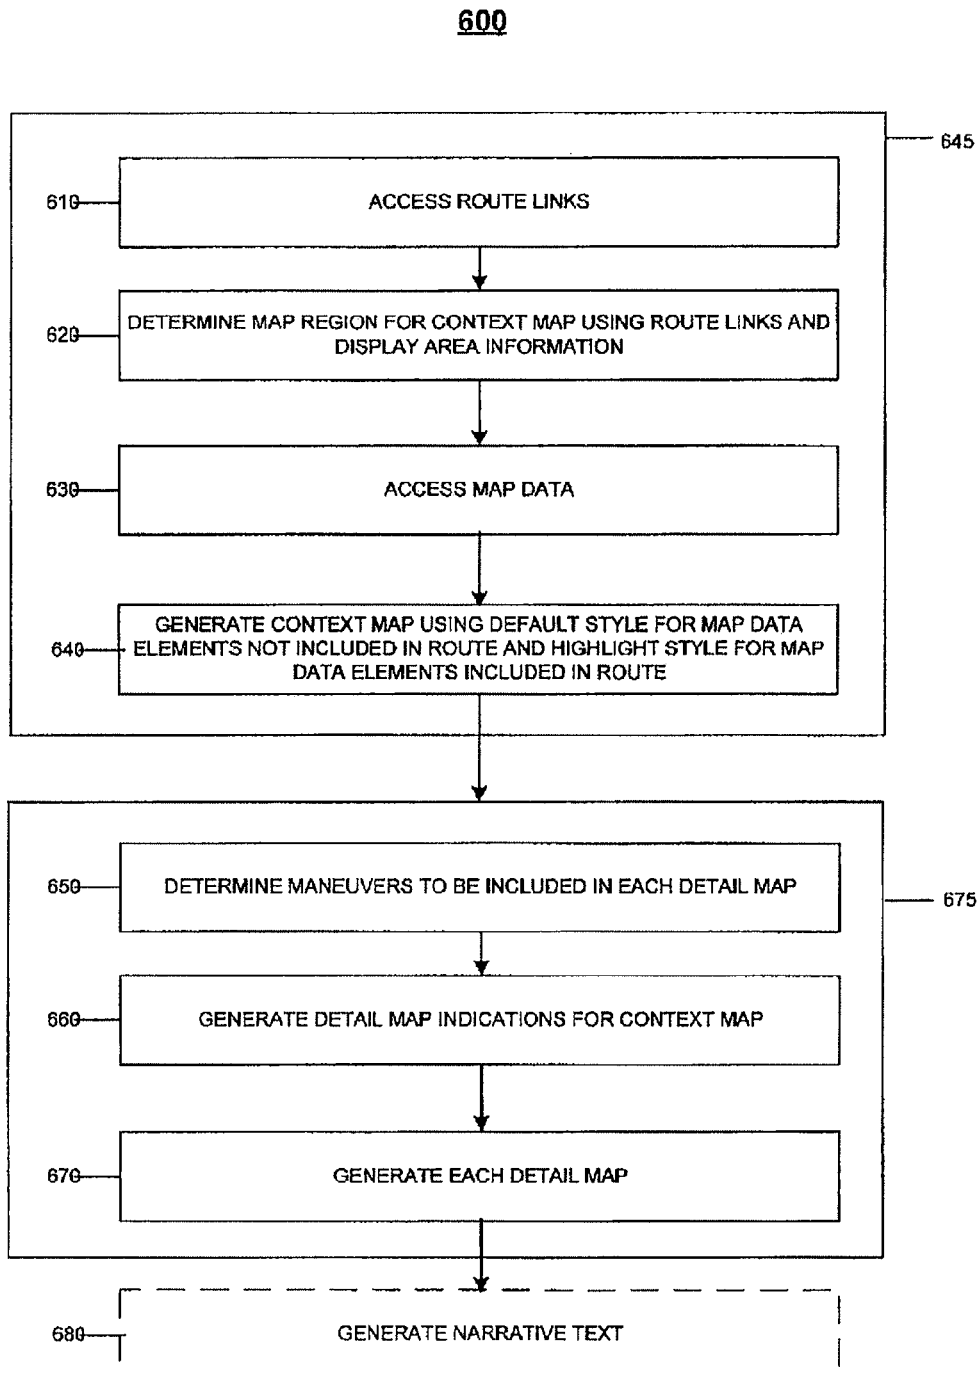 600
645
610
ACCESS ROUTE LINKS
620
DETERMINE MAP REGION FOR CONTEXT MAP USING ROUTE LINKS AND
DISPLAY AREA INFORMATION
630
ACCESS MAP DATA
640
GENERATE CONTEXT MAP USING DEFAULT STYLE FOR MAP DATA
ELEMENTS NOT INCLUDED IN ROUTE AND HIGHLIGHT STYLE FOR MAP
DATA ELEMENTS INCLUDED IN ROUTE
650
DETERMINE MANEUVERS TO BE INCLUDED IN EACH DETAIL MAP
675
660
GENERATE DETAIL MAP INDICATIONS FOR CONTEXT MAP
670
GENERATE EACH DETAIL MAP
680
GENERATE NARRATIVE TEXT